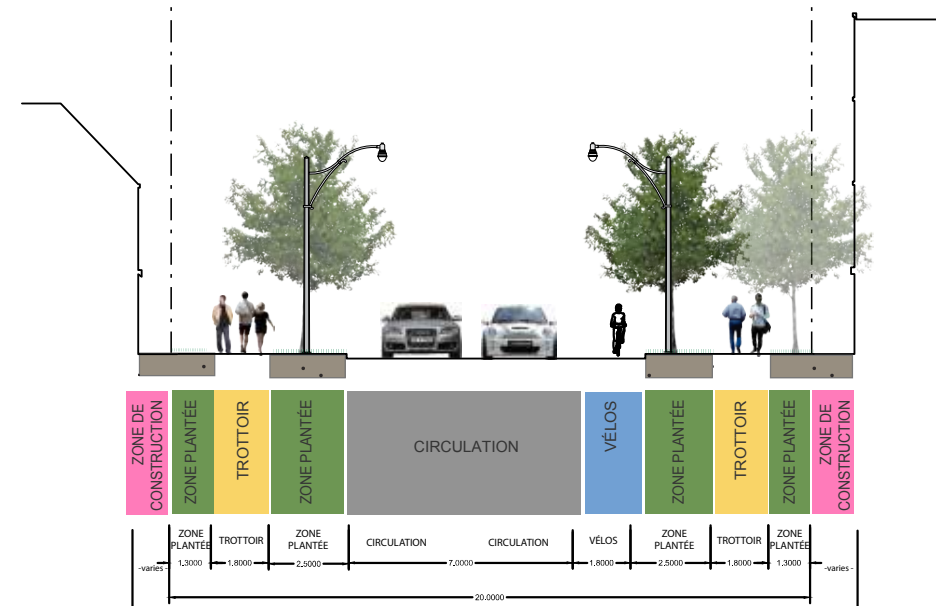 ZONE DE
CONSTRUCTION
ZONE PLANTÉE
TROTTOIR
ZONE PLANTÉE
CIRCULATION
VÉLOS
ZONE PLANTÉE
TROTTOIR
ZONE PLANTÉE
ZONE DE
CONSTRUCTION
ZONE
PLANTÉE
TROTTOIR
ZONE
PLANTÉE
CIRCULATION
CIRCULATION
VÉLOS
ZONE
PLANTÉE
TROTTOIR
ZONE
PLANTÉE
-varies-
1.3000
1.8000
2.5000
7.0000
1.8000
2.5000
1.8000
1.3000
-varies-
20.0000